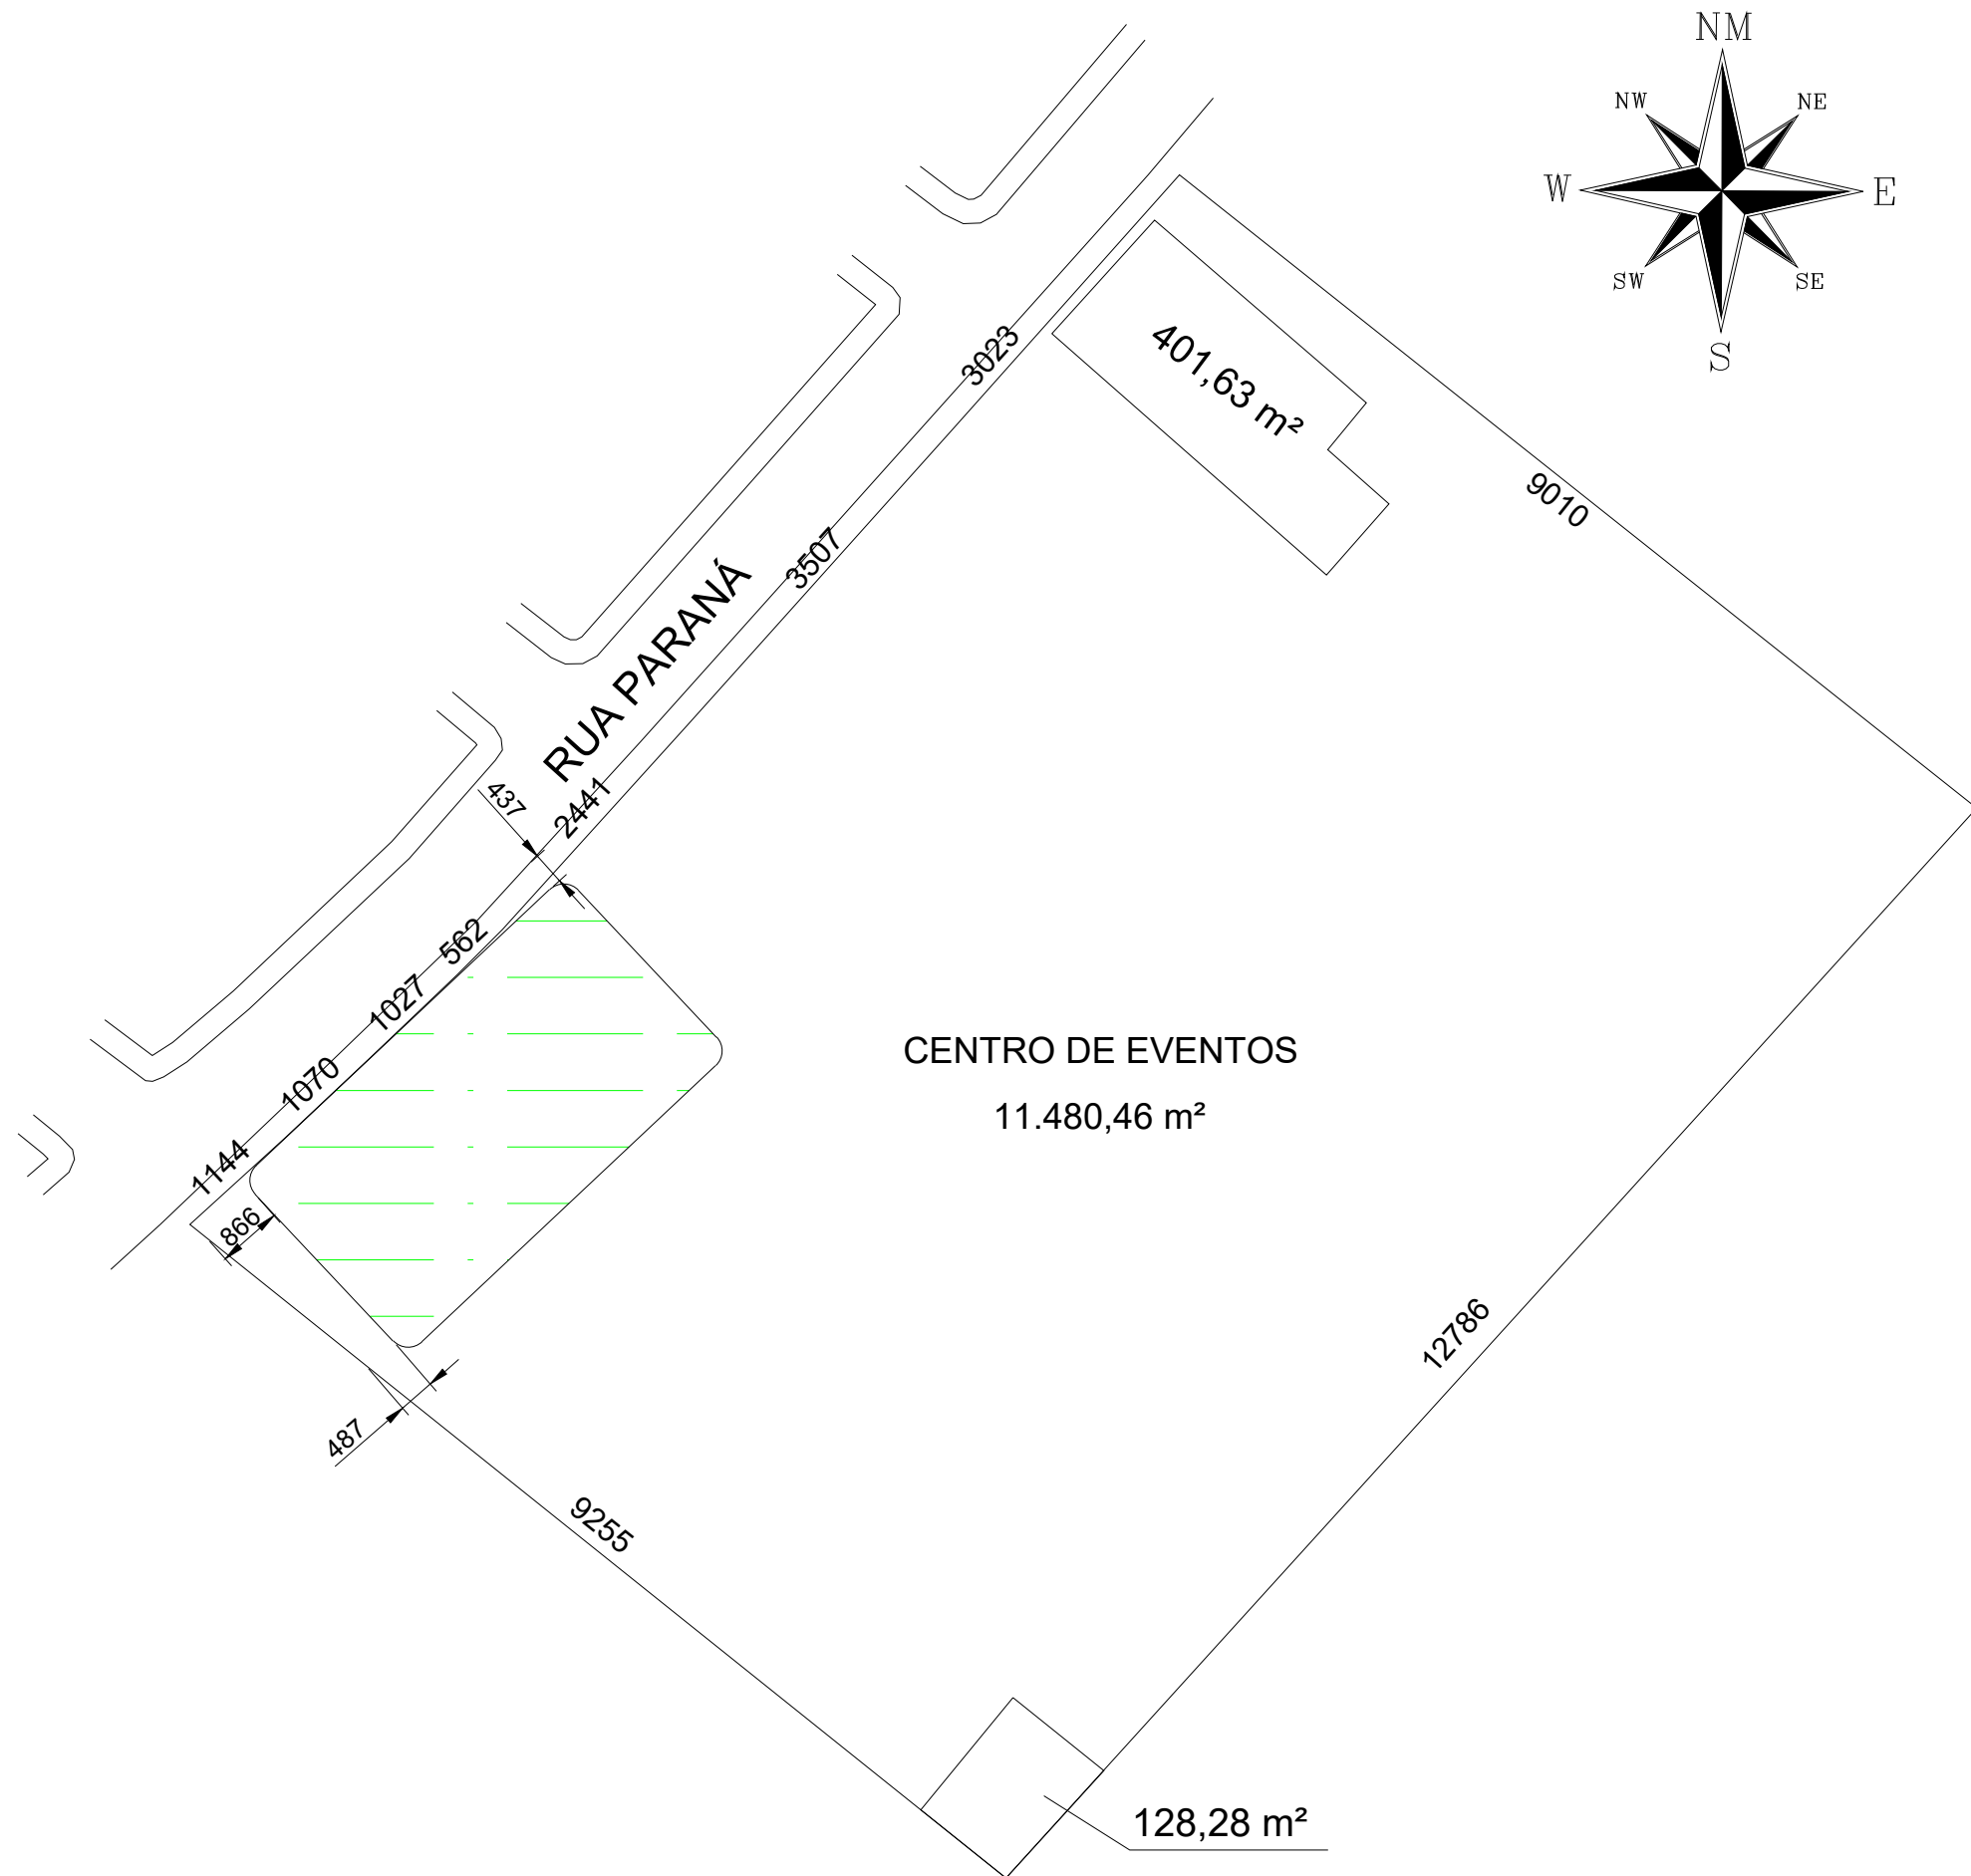 NM
NW
NE
W
E
SW
SE
S
3023
401,63 m²
9010
3507
RUA PARANÁ
437
2441
562
1027
CENTRO DE EVENTOS
1070
11.480,46 m²
1144
866
12786
487
9255
128,28 m²